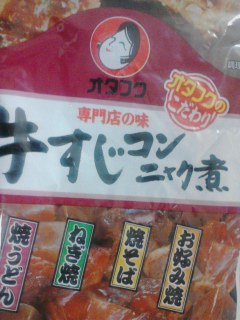 オタフク
オタフクの
こだわり
専門店の味
牛すじコン
ニャク煮
お好み焼
焼そば
ねぎ焼
焼うどん